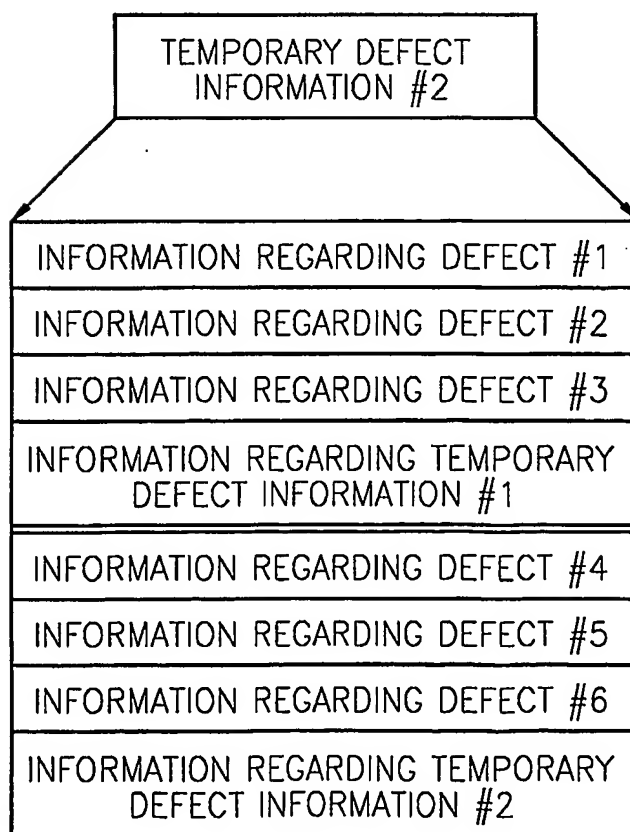 TEMPORARY DEFECT
INFORMATION #2
INFORMATION REGARDING DEFECT #1
INFORMATION REGARDING DEFECT #2
INFORMATION REGARDING DEFECT #3
INFORMATION REGARDING TEMPORARY
DEFECT INFORMATION #1
INFORMATION REGARDING DEFECT #4
INFORMATION REGARDING DEFECT #5
INFORMATION REGARDING DEFECT #6
INFORMATION REGARDING TEMPORARY
DEFECT INFORMATION #2